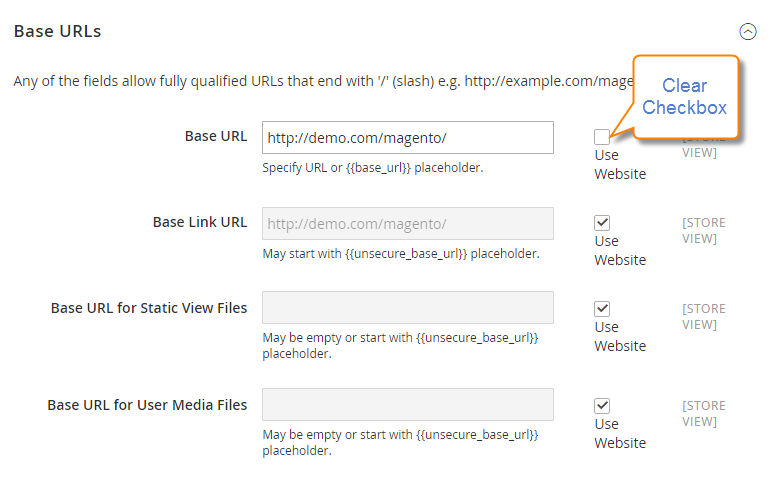 Base URLs
Any of the fields allow fully qualified URLs that end with '/' (slash) e.g. http://example.com/mage
Clear
Checkbox
Base URL
http://demo.com/magento/
Specify URL or {{base_url}} placeholder.
Use
Website
VIEW]
Base Link URL
http://demo.com/magento/
May start with {{unsecure_base_url}} placeholder.
Use
Website
[STORE
VIEW]
Base URL for Static View Files
May be empty or start with {{unsecure_base_url}}
placeholder.
Use
Website
[STORE
VIEW]
Base URL for User Media Files
May be empty or start with {{unsecure_base_url}}
placeholder.
Use
Website
[STORE
VIEW]